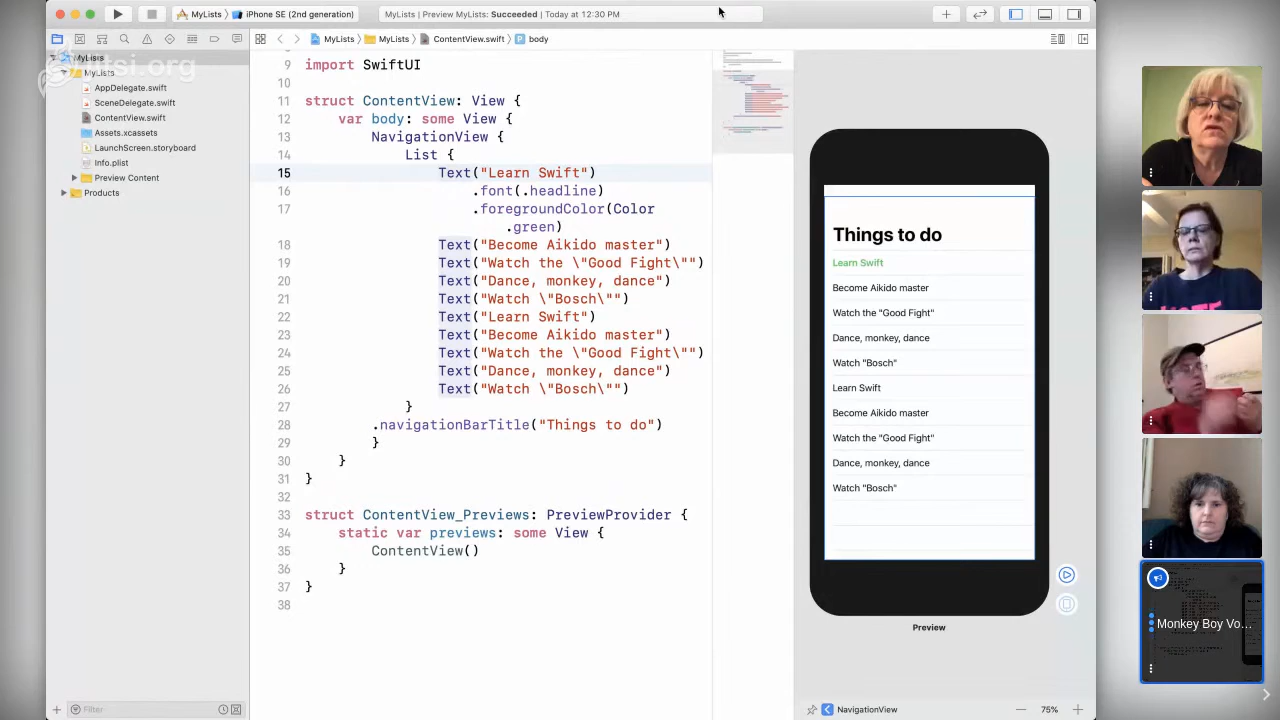 MyLists
iPhone SE (2nd generation)
MyLists | Preview MyLists: Succeeded | Today at 12:30 PM
MyLists
MyLists
ContentView.swift
body
MyLists
jitsi.org
MyLists
AppDelegate.swift
SceneDelegate.swift
ContentView.swift
Assets.xcassets
LaunchScreen.storyboard
Info.plist
Preview Content
Products
9 import SwiftUI
10
11 struct ContentView: View {
12 var body: some View {
13 NavigationView {
14 List {
15 Text("Learn Swift")
16 .font(.headline)
17 .foregroundColor(Color
.green)
18 Text("Become Aikido master")
19 Text("Watch the \"Good Fight\"")
20 Text("Dance, monkey, dance")
21 Text("Watch \"Bosch\"")
22 Text("Learn Swift")
23 Text("Become Aikido master")
24 Text("Watch the \"Good Fight\"")
25 Text("Dance, monkey, dance")
26 Text("Watch \"Bosch\"")
27 }
28 .navigationBarTitle("Things to do")
29 }
30 }
31 }
32
33 struct ContentView_Previews: PreviewProvider {
34 static var previews: some View {
35 ContentView()
36 }
37 }
38
Things to do
Learn Swift
Become Aikido master
Watch the "Good Fight"
Dance, monkey, dance
Watch "Bosch"
Learn Swift
Become Aikido master
Watch the "Good Fight"
Dance, monkey, dance
Watch "Bosch"
Preview
Monkey Boy Vo...
Filter
NavigationView
75%